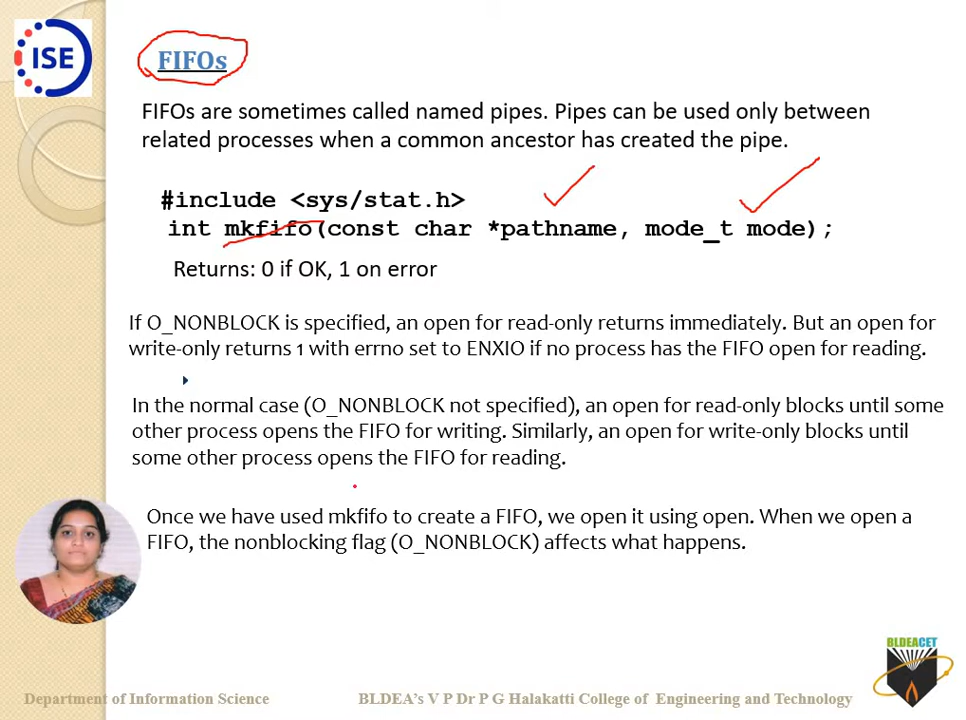 ISE
FIFOs
FIFOs are sometimes called named pipes. Pipes can be used only between
related processes when a common ancestor has created the pipe.
#include <sys/stat.h>
int mkfifo(const char *pathname, mode_t mode);
Returns: 0 if OK, 1 on error
If O_NONBLOCK is specified, an open for read-only returns immediately. But an open for
write-only returns 1 with errno set to ENXIO if no process has the FIFO open for reading.
In the normal case (O_NONBLOCK not specified), an open for read-only blocks until some
other process opens the FIFO for writing. Similarly, an open for write-only blocks until
some other process opens the FIFO for reading.
Once we have used mkfifo to create a FIFO, we open it using open. When we open a
FIFO, the nonblocking flag (O_NONBLOCK) affects what happens.
BLDEACET
Department of Information Science BLDEA's V P Dr P G Halakatti College of Engineering and Technology